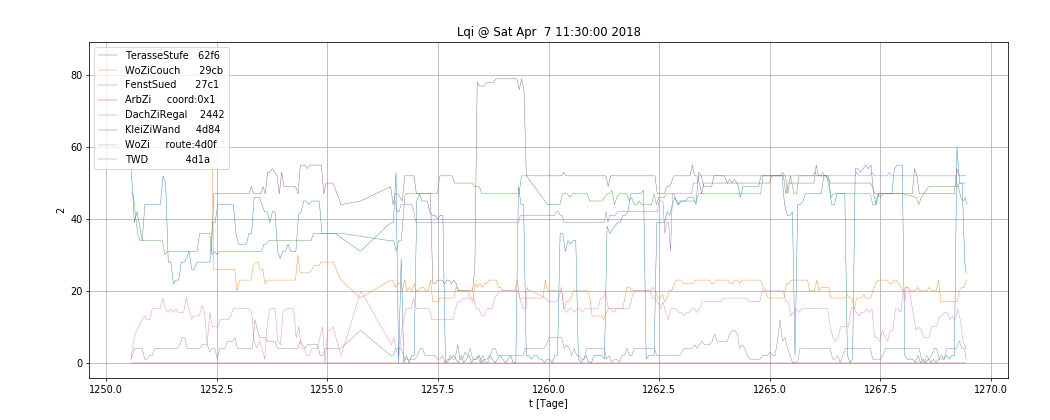 Lqi @ Sat Apr 7 11:30:00 2018
TerasseStufe 62f6
WoZiCouch 29cb
FenstSued 27c1
ArbZi coord:0x1
DachZiRegal 2442
KleiZiWand 4d84
WoZi route:4d0f
TWD 4d1a
80
60
40
20
0
2
1250.0 1252.5 1255.0 1257.5 1260.0 1262.5 1265.0 1267.5 1270.0
t [Tage]